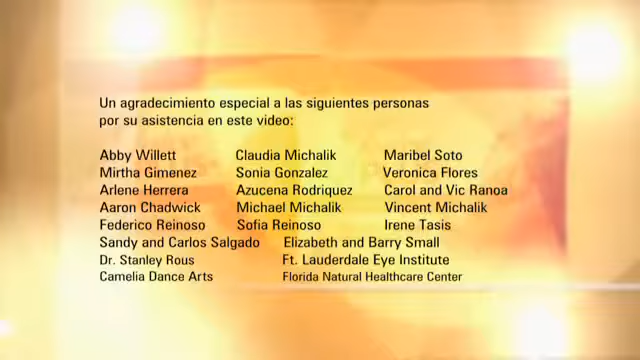 Un agradecimiento especial a las siguientes personas
por su asistencia en este video:
Abby Willett Claudia Michalik Maribel Soto
Mirtha Gimenez Sonia Gonzalez Veronica Flores
Arlene Herrera Azucena Rodriquez Carol and Vic Ranoa
Aaron Chadwick Michael Michalik Vincent Michalik
Federico Reinoso Sofia Reinoso Irene Tasis
Sandy and Carlos Salgado Elizabeth and Barry Small
Dr. Stanley Rous Ft. Lauderdale Eye Institute
Camelia Dance Arts Florida Natural Healthcare Center